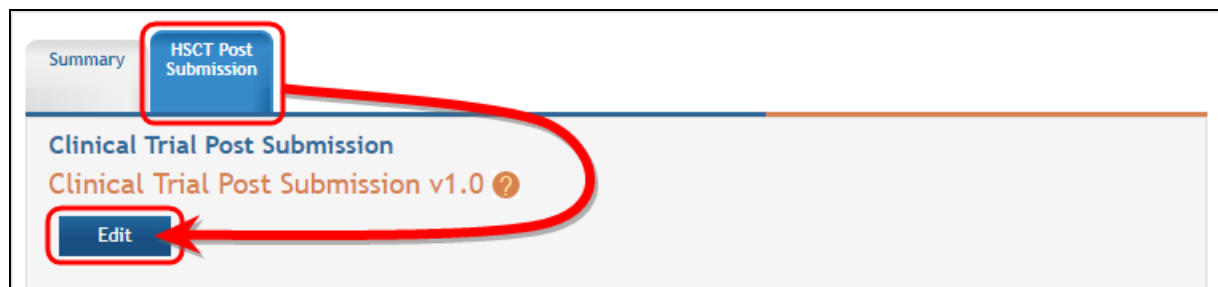 Summary
HSCT Post
Submission
Clinical Trial Post Submission
Clinical Trial Post Submission v1.0 ?
Edit